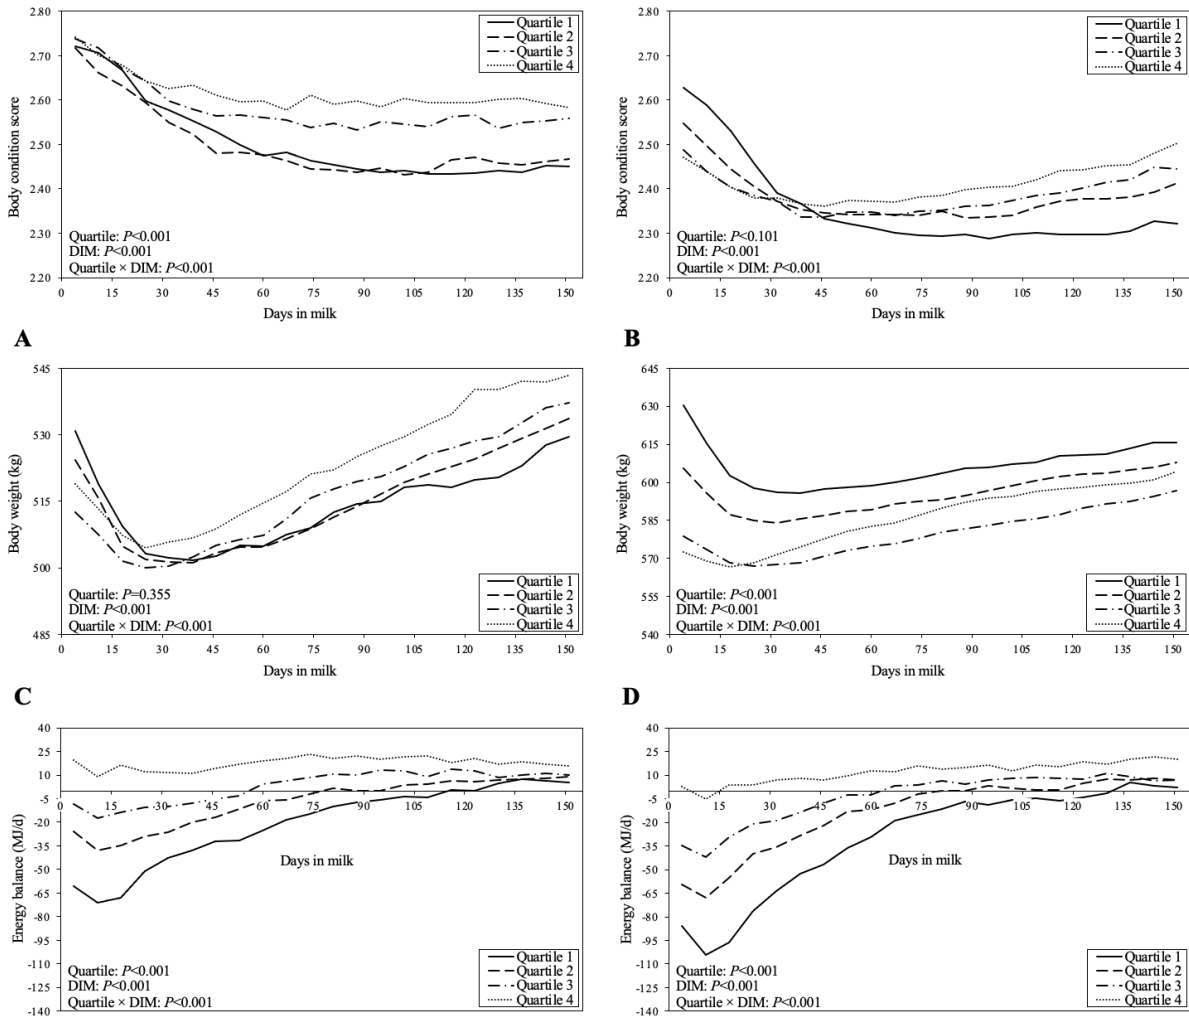 2.80
2.70
2.60
2.50
2.40
2.30
2.20
Body condition score
Quartile 1
Quartile 2
Quartile 3
Quartile 4
Quartile: P<0.001
DIM: P<0.001
Quartile × DIM: P<0.001
0 15 30 45 60 75 90 105 120 135 150
Days in milk
A
2.80
2.70
2.60
2.50
2.40
2.30
2.20
Body condition score
Quartile 1
Quartile 2
Quartile 3
Quartile 4
Quartile: P<0.101
DIM: P<0.001
Quartile × DIM: P<0.001
0 15 30 45 60 75 90 105 120 135 150
Days in milk
B
545
530
515
500
485
Body weight (kg)
Quartile: P=0.355
DIM: P<0.001
Quartile × DIM: P<0.001
Quartile 1
Quartile 2
Quartile 3
Quartile 4
0 15 30 45 60 75 90 105 120 135 150
Days in milk
C
645
630
615
600
585
570
555
540
Body weight (kg)
Quartile: P<0.001
DIM: P<0.001
Quartile × DIM: P<0.001
Quartile 1
Quartile 2
Quartile 3
Quartile 4
0 15 30 45 60 75 90 105 120 135 150
Days in milk
D
40
25
10
-5
-20
-35
-50
-65
-80
-95
-110
-125
-140
Energy balance (MJ/d)
0 15 30 45 60 75 90 105 120 135 150
Days in milk
Quartile: P<0.001
DIM: P<0.001
Quartile × DIM: P<0.001
Quartile 1
Quartile 2
Quartile 3
Quartile 4
40
25
10
-5
-20
-35
-50
-65
-80
-95
-110
-125
-140
Energy balance (MJ/d)
0 15 30 45 60 75 90 105 120 135 150
Days in milk
Quartile: P<0.001
DIM: P<0.001
Quartile × DIM: P<0.001
Quartile 1
Quartile 2
Quartile 3
Quartile 4